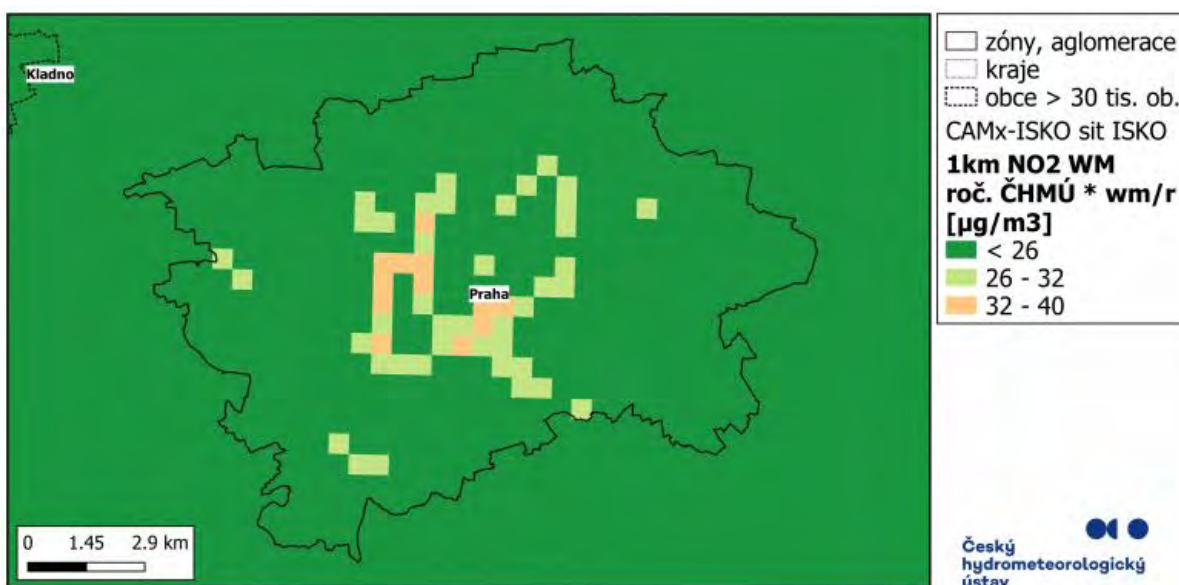 Kladno
Praha
0 1.45 2.9 km
zóny, aglomerace
kraje
obce > 30 tis. ob.
CAMx-ISKO sit ISKO
1km NO2 WM
roč. ČHMÚ * wm/r
[µg/m3]
< 26
26 - 32
32 - 40
Český
hydrometeorologický
ústav